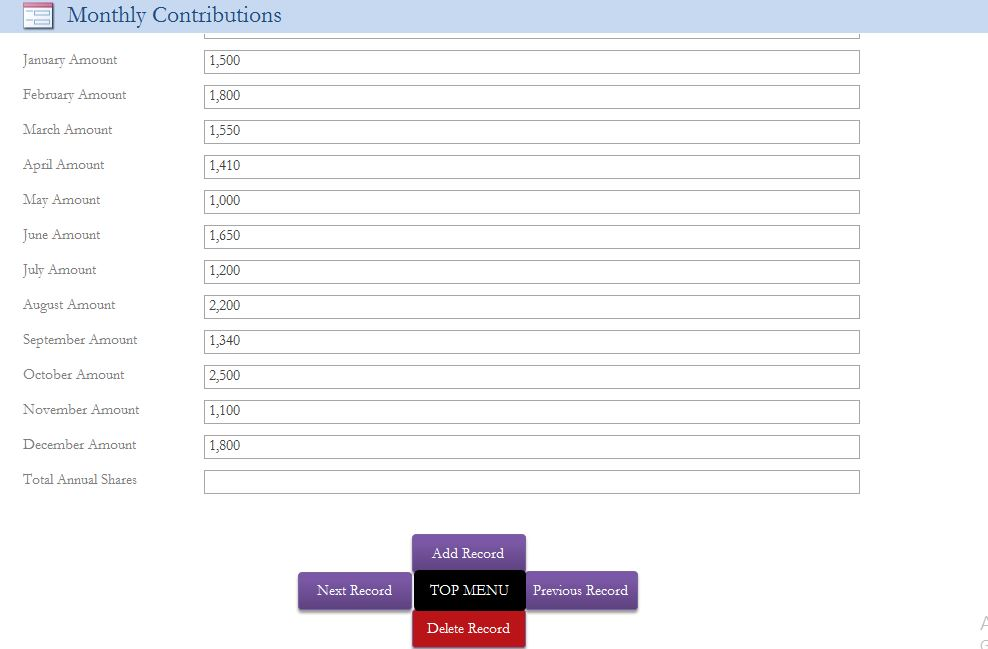 Monthly Contributions
January Amount 1,500
February Amount 1,800
March Amount 1,550
April Amount 1,410
May Amount 1,000
June Amount 1,650
July Amount 1,200
August Amount 2,200
September Amount 1,340
October Amount 2,500
November Amount 1,100
December Amount 1,800
Total Annual Shares
Add Record
Next Record TOP MENU Previous Record
Delete Record